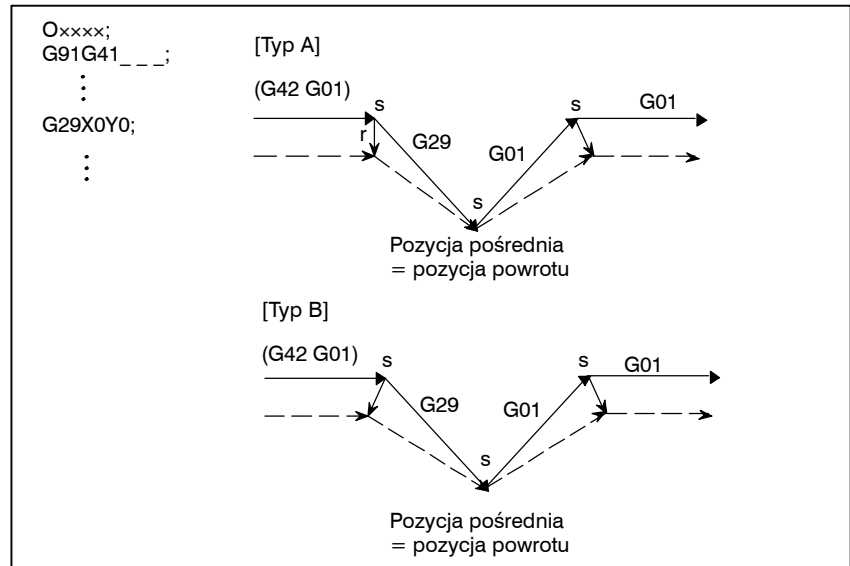 O××××;
G91G41_ _ _;
G29X0Y0;
[Typ A]
(G42 G01)
s
s
G01
r
G29
G01
s
Pozycja pośrednia
= pozycja powrotu
[Typ B]
(G42 G01)
s
s
G01
G29
G01
s
Pozycja pośrednia
= pozycja powrotu